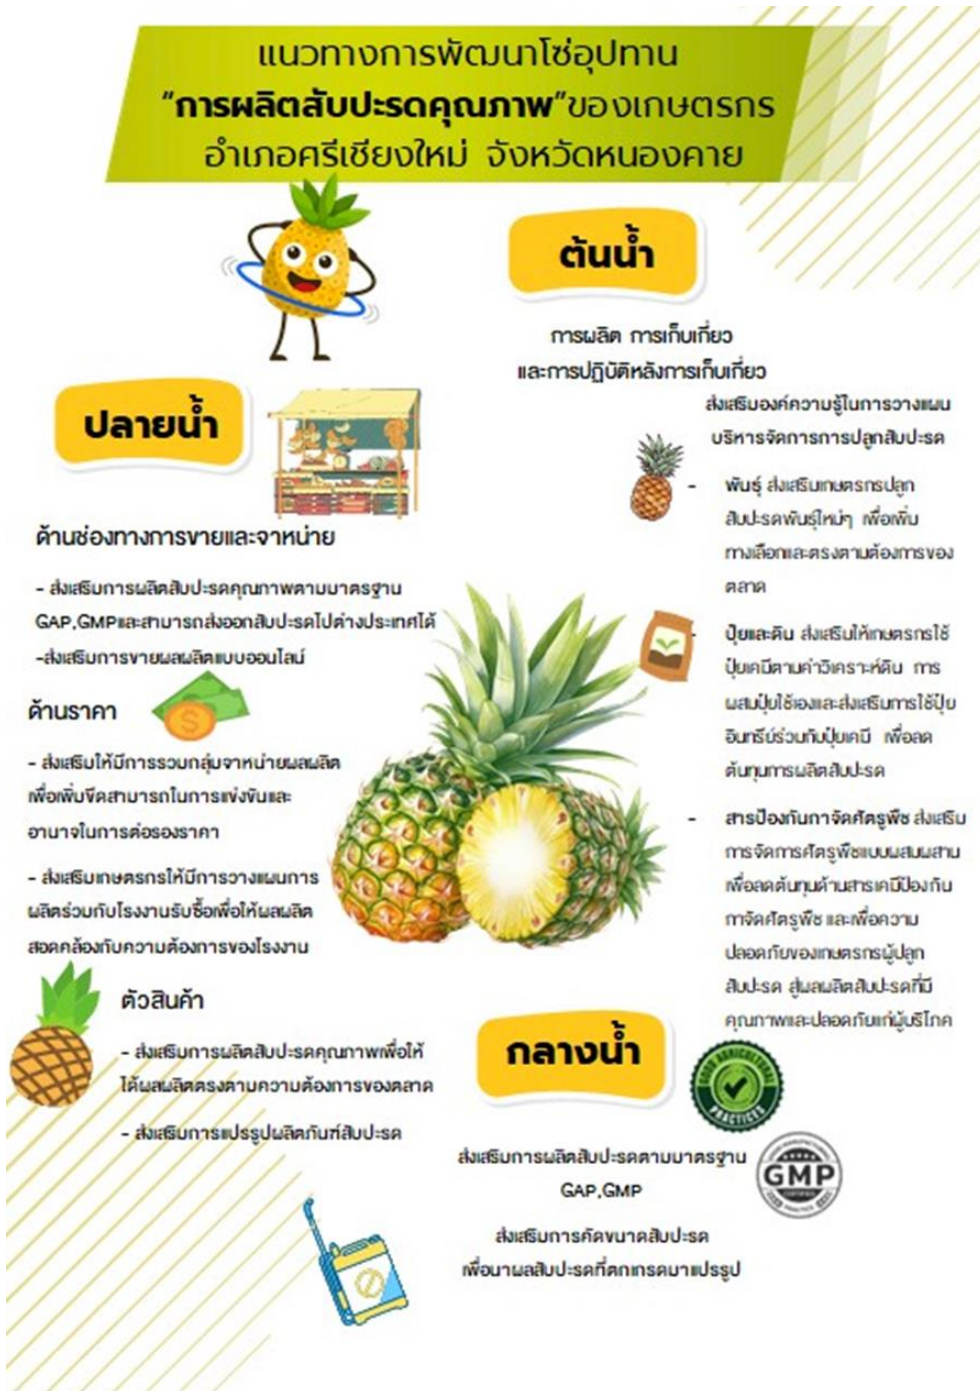 แนวทางการพัฒนาโซ่อุปทาน
“การผลิตสับปะรดคุณภาพ”ของเกษตรกร
อำเภอศรีเชียงใหม่ จังหวัดหนองคาย
ต้นน้ำ
การผลิต การเก็บเกี่ยว
และการปฏิบัติหลังการเก็บเกี่ยว
ส่งเสริมองค์ความรู้ในการวางแผน
บริหารจัดการการปลูกสับปะรด
- พันธุ์ ส่งเสริมเกษตรกรปลูก
สับปะรดพันธุ์ใหม่ๆ เพื่อเพิ่ม
ทางเลือกและตรงตามต้องการของ
ตลาด
- ปุ๋ยและดิน ส่งเสริมให้เกษตรกรใช้
ปุ๋ยเคมีตามค่าวิเคราะห์ดิน การ
ผสมปุ๋ยใช้เองและส่งเสริมการใช้ปุ๋ย
อินทรีย์ร่วมกับปุ๋ยเคมี เพื่อลด
ต้นทุนการผลิตสับปะรด
- สารป้องกันกาจัดศัตรูพืช ส่งเสริม
การจัดการศัตรูพืชแบบผสมผสาน
เพื่อลดต้นทุนด้านสารเคมีป้องกัน
กาจัดศัตรูพืช และเพื่อความ
ปลอดภัยของเกษตรกรผู้ปลูก
สับปะรด สู่ผลผลิตสับปะรดที่มี
คุณภาพและปลอดภัยแก่ผู้บริโภค
กลางน้ำ
GOOD AGRICULTURAL
PRACTICES
ส่งเสริมการผลิตสับปะรดตามมาตรฐาน
GAP,GMP
GMP
ส่งเสริมการคัดขนาดสับปะรด
เพื่อนาผลสับปะรดที่ตกเกรดมาแปรรูป
ปลายน้ำ
ด้านช่องทางการขายและจาหน่าย
- ส่งเสริมการผลิตสับปะรดคุณภาพตามมาตรฐาน
GAP,GMPและสามารถส่งออกสับปะรดไปต่างประเทศได้
-ส่งเสริมการขายผลผลิตแบบออนไลน์
ด้านราคา
- ส่งเสริมให้มีการรวมกลุ่มจาหน่ายผลผลิต
เพื่อเพิ่มขีดสามารถในการแข่งขันและ
อานาจในการต่อรองราคา
- ส่งเสริมเกษตรกรให้มีการวางแผนการ
ผลิตร่วมกับโรงงานรับซื้อเพื่อให้ผลผลิต
สอดคล้องกับความต้องการของโรงงาน
ตัวสินค้า
- ส่งเสริมการผลิตสับปะรดคุณภาพเพื่อให้
ได้ผลผลิตตรงตามความต้องการของตลาด
- ส่งเสริมการแปรรูปผลิตภัณฑ์สับปะรด